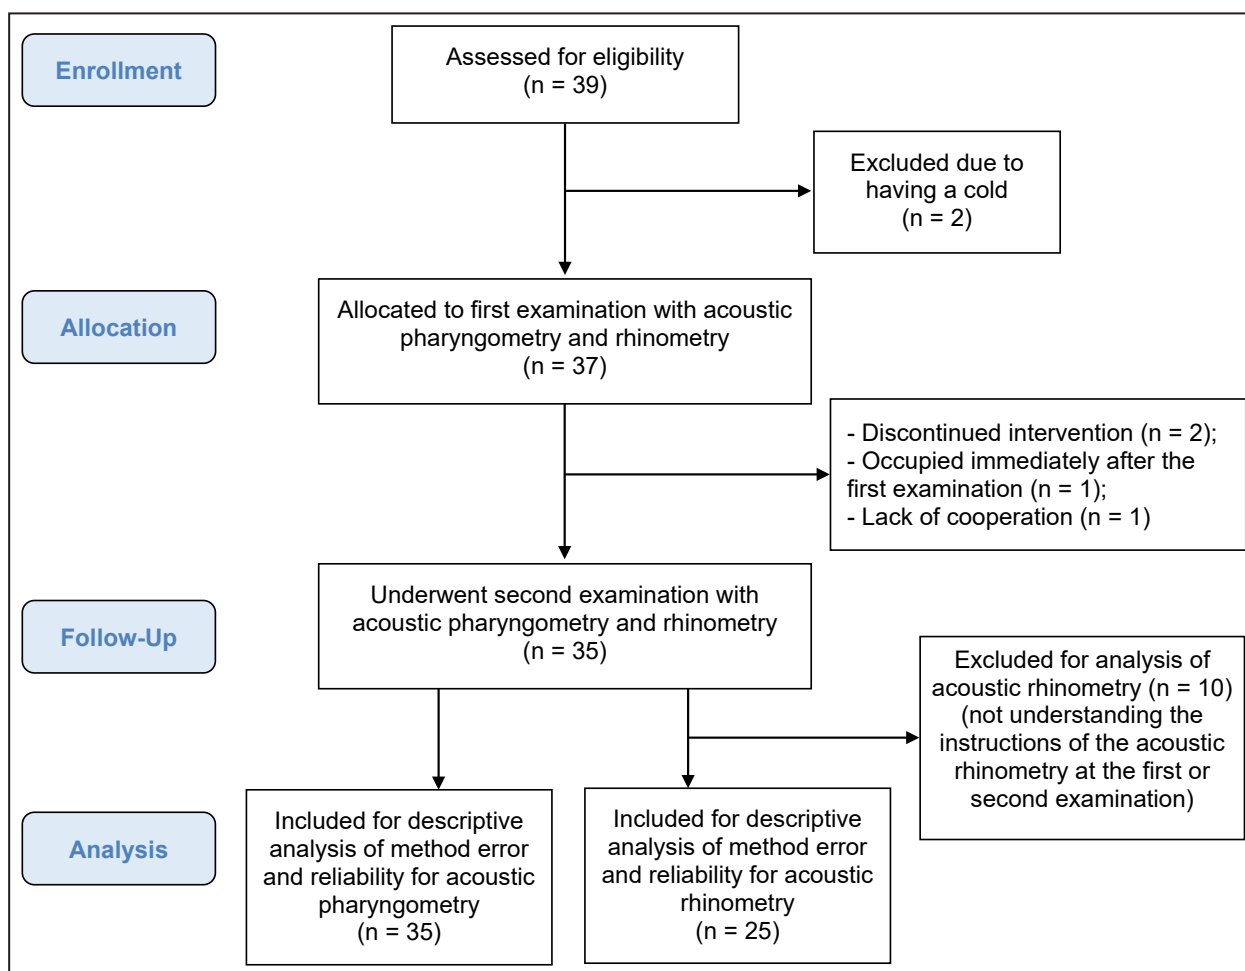 Enrollment
Assessed for eligibility
(n = 39)
Excluded due to
having a cold
(n = 2)
Allocation
Allocated to first examination with acoustic
pharyngometry and rhinometry
(n = 37)
- Discontinued intervention (n = 2);
- Occupied immediately after the
first examination (n = 1);
- Lack of cooperation (n = 1)
Follow-Up
Underwent second examination with
acoustic pharyngometry and rhinometry
(n = 35)
Excluded for analysis of
acoustic rhinometry (n = 10)
(not understanding the
instructions of the acoustic
rhinometry at the first or
second examination)
Analysis
Included for descriptive
analysis of method error
and reliability for acoustic
pharyngometry
(n = 35)
Included for descriptive
analysis of method error
and reliability for acoustic
rhinometry
(n = 25)